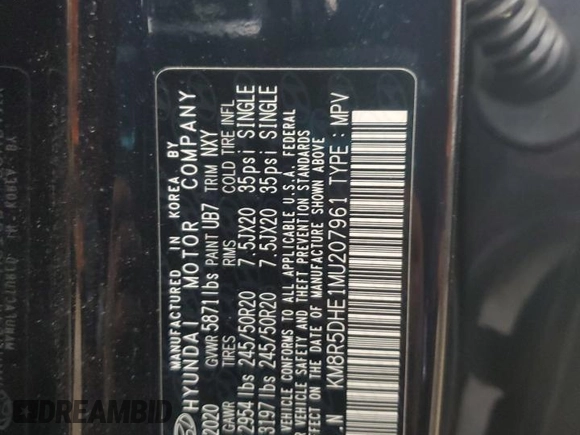 MANUFACTURED IN KOREA BY
HYUNDAI MOTOR COMPANY
2020 GVWR 5871 lbs PAINT UB7 TRIM NXY
GAWR TIRES RIMS COLD TIRE INFL
2954 lbs 245/50R20 7.5JX20 35psi SINGLE
3197 lbs 245/50R20 7.5JX20 35psi SINGLE
VEHICLE CONFORMS TO ALL APPLICABLE U.S.A. FEDERAL
VEHICLE SAFETY AND THEFT PREVENTION STANDARDS
ON THE DATE OF MANUFACTURE SHOWN ABOVE
.N KM8R5DHE1MU207961 TYPE : MPV
DREAMBID